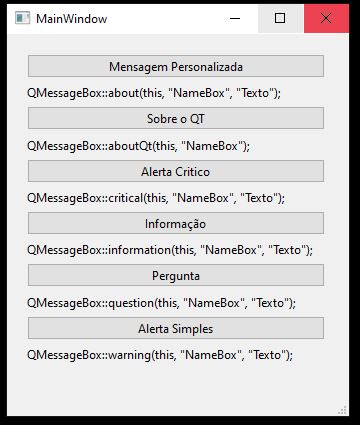 MainWindow
Mensagem Personalizada
QMessageBox::about(this, "NameBox", "Texto");
Sobre o QT
QMessageBox::aboutQt(this, "NameBox");
Alerta Critico
QMessageBox::critical(this, "NameBox", "Texto");
Informação
QMessageBox::information(this, "NameBox", "Texto");
Pergunta
QMessageBox::question(this, "NameBox", "Texto");
Alerta Simples
QMessageBox::warning(this, "NameBox", "Texto");